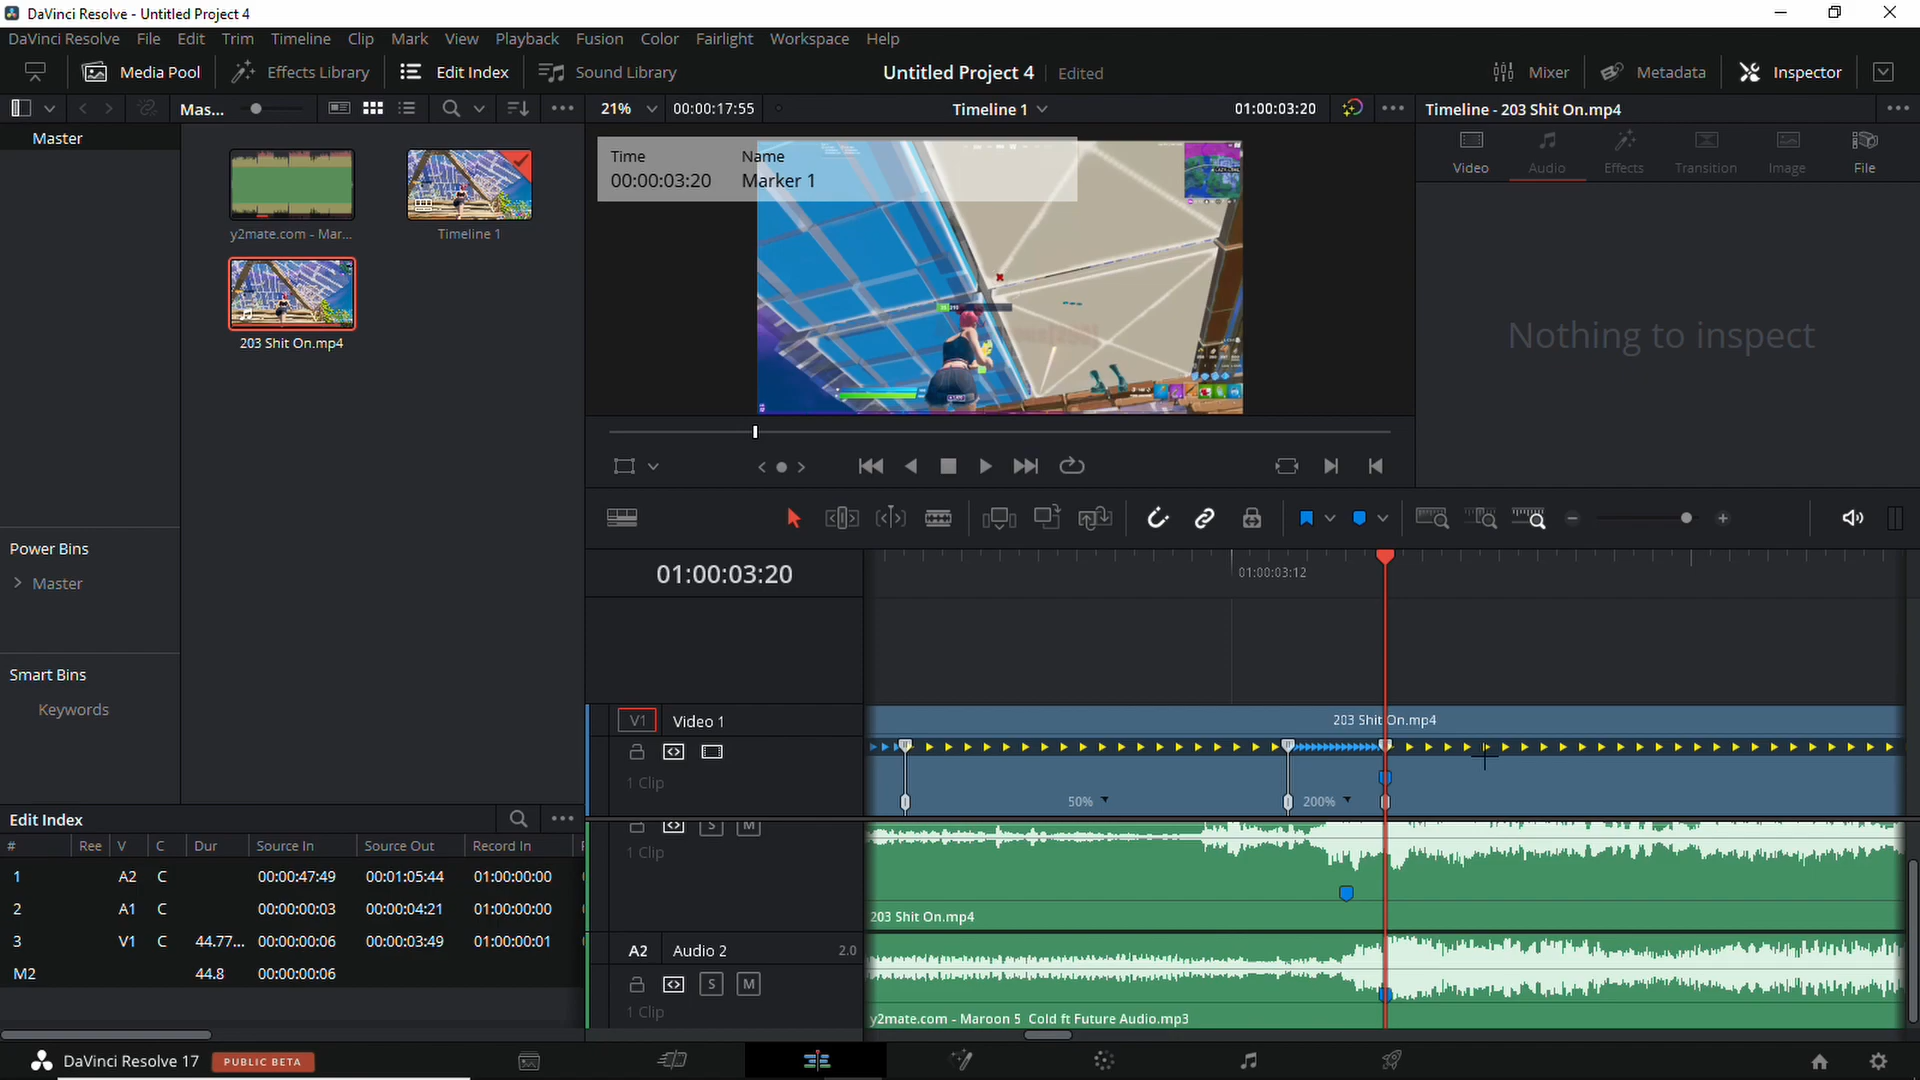 DaVinci Resolve - Untitled Project 4
DaVinci Resolve File Edit Trim Timeline Clip Mark View Playback Fusion Color Fairlight Workspace Help
Media Pool Effects Library Edit Index Sound Library Untitled Project 4 Edited Mixer Metadata Inspector
Mas... 21% 00:00:17:55 Timeline 1 01:00:03:20 Timeline - 203 Shit On.mp4
Master
Time Name
00:00:03:20 Marker 1
Video Audio Effects Transition Image File
y2mate.com - Mar... Timeline 1
203 Shit On.mp4
Nothing to inspect
Power Bins
Master
Smart Bins
Keywords
01:00:03:20
01:00:03:12
V1 Video 1
203 Shit On.mp4
1 Clip
50% 200%
S M
1 Clip
203 Shit On.mp4
A2 Audio 2 2.0
S M
1 Clip
y2mate.com - Maroon 5 Cold ft Future Audio.mp3
Edit Index
# Ree V C Dur Source In Source Out Record In
1 A2 C 00:00:47:49 00:01:05:44 01:00:00:00
2 A1 C 00:00:00:03 00:00:04:21 01:00:00:00
3 V1 C 44.77... 00:00:00:06 00:00:03:49 01:00:00:01
M2 44.8 00:00:00:06
DaVinci Resolve 17 PUBLIC BETA